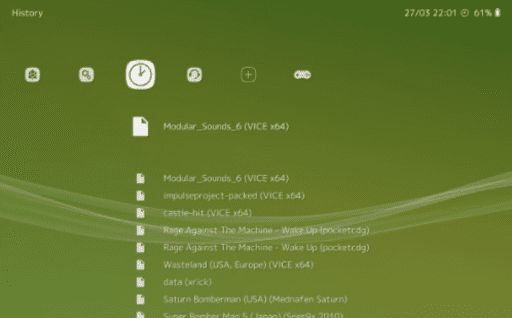 History
27/03 22:01 61%
Modular_Sounds_6 (VICE x64)
Modular_Sounds_6 (VICE x64)
impulseproject-packed (VICE x64)
castle-hit (VICE x64)
Rage Against The Machine - Wake Up (pocketcdg)
Rage Against The Machine - Wake Up (pocketcdg)
Wasteland (USA, Europe) (VICE x64)
data (xrick)
Saturn Bomberman (USA) (Mednafen Saturn)
Super Bomber Man 5 (Japan) (Snes9x 2010)